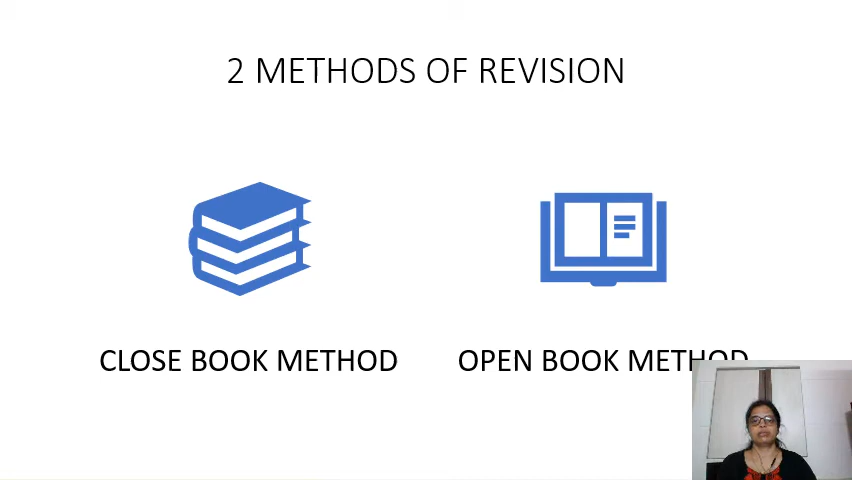 2 METHODS OF REVISION
CLOSE BOOK METHOD
OPEN BOOK METHOD